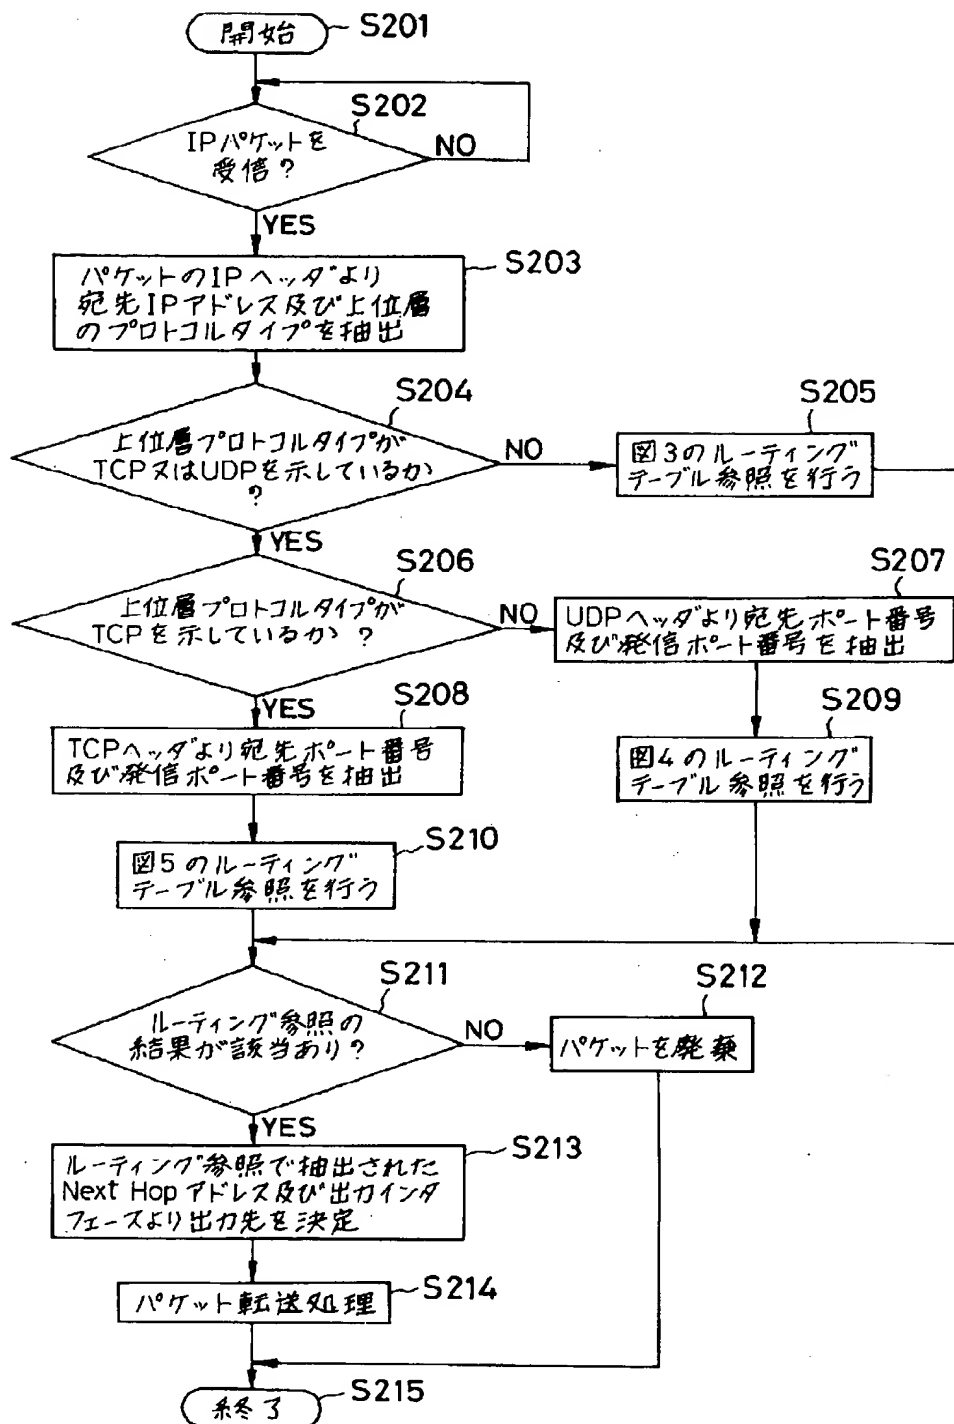 開始
S201
S202
IPパケットを
受信?
NO
YES
S203
パケットのIPヘッダより
宛先IPアドレス及び上位層
のプロトコルタイプを抽出
S204
上位層プロトコルタイプが
TCP又はUDPを示しているか
?
NO
S205
図3のルーティング
テーブル参照を行う
YES
S206
上位層プロトコルタイプが
TCPを示しているか?
NO
S207
UDPヘッダより宛先ポート番号
及び発信ポート番号を抽出
YES
S208
TCPヘッダより宛先ポート番号
及び発信ポート番号を抽出
S209
図4のルーティング
テーブル参照を行う
S210
図5のルーティング
テーブル参照を行う
S211
ルーティング参照の
結果が該当あり?
NO
S212
パケットを廃棄
YES
S213
ルーティング参照で抽出された
Next Hopアドレス及び出力インタ
フェースより出力先を決定
S214
パケット転送処理
S215
終了